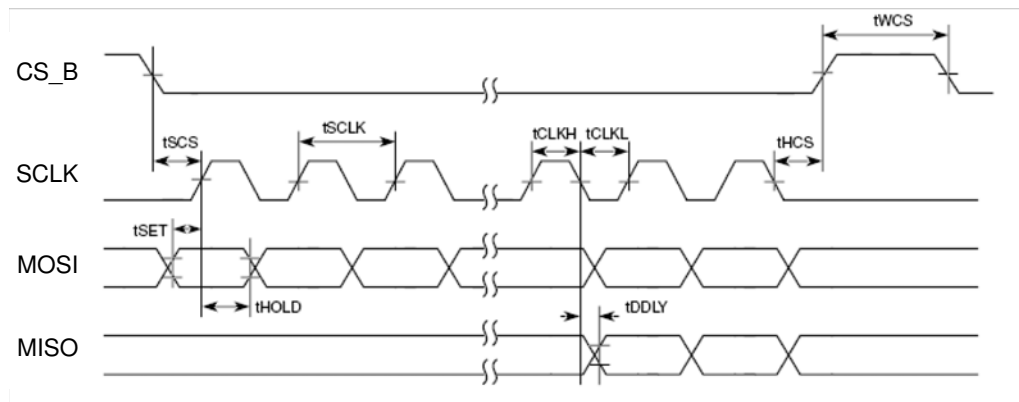 tWCS
CS_B
tSCS
tSCLK
tCLKH
tCLKL
tHCS
SCLK
tSET
MOSI
tHOLD
tDDLY
MISO